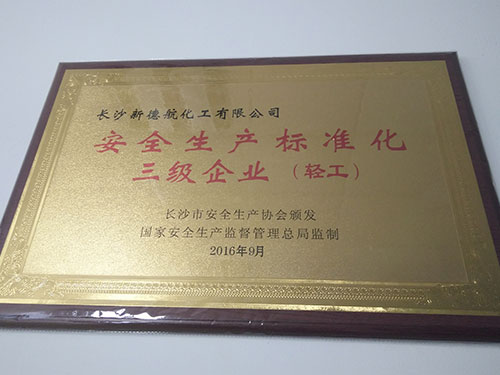 长沙新德航化工有限公司
安全生产标准化
三级企业（轻工）
长沙市安全生产协会颁发
国家安全生产监督管理总局监制
2016年9月